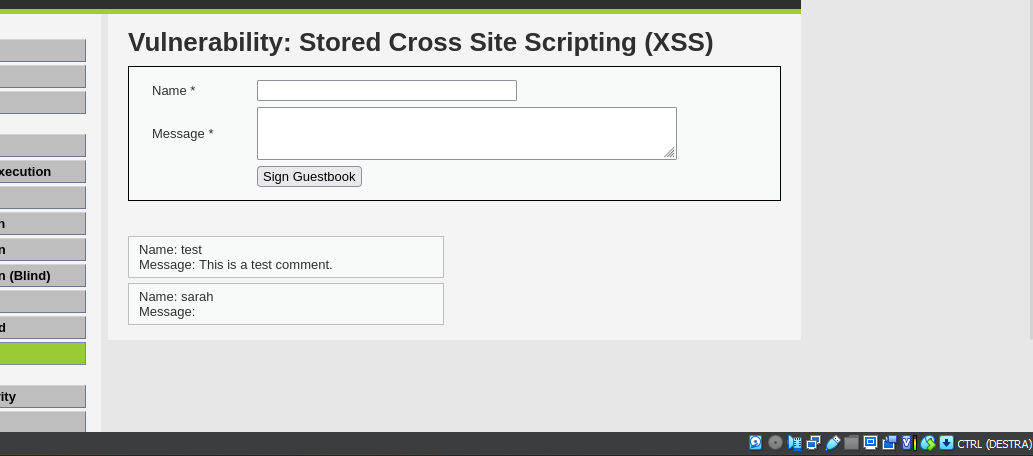 Vulnerability: Stored Cross Site Scripting (XSS)
Name *
Message *
xecution
n
n
n (Blind)
d
ity
Sign Guestbook
Name: test
Message: This is a test comment.
Name: sarah
Message:
CTRL (DESTRA)